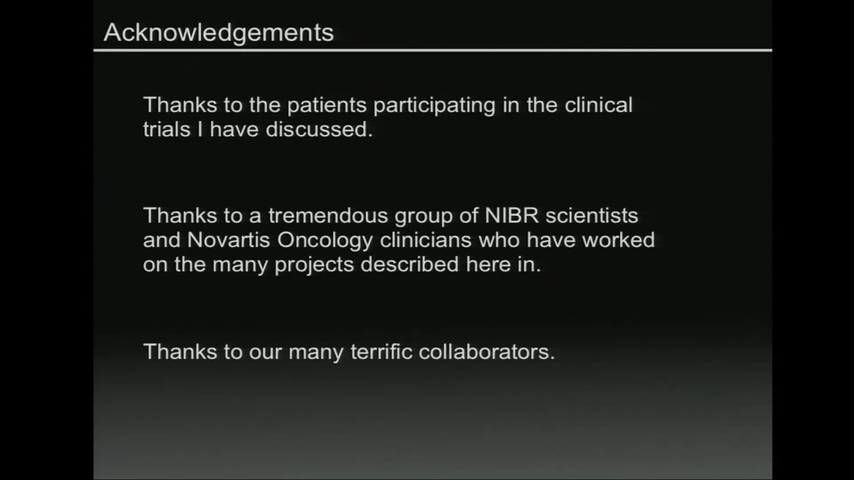 Acknowledgements
Thanks to the patients participating in the clinical
trials I have discussed.
Thanks to a tremendous group of NIBR scientists
and Novartis Oncology clinicians who have worked
on the many projects described here in.
Thanks to our many terrific collaborators.